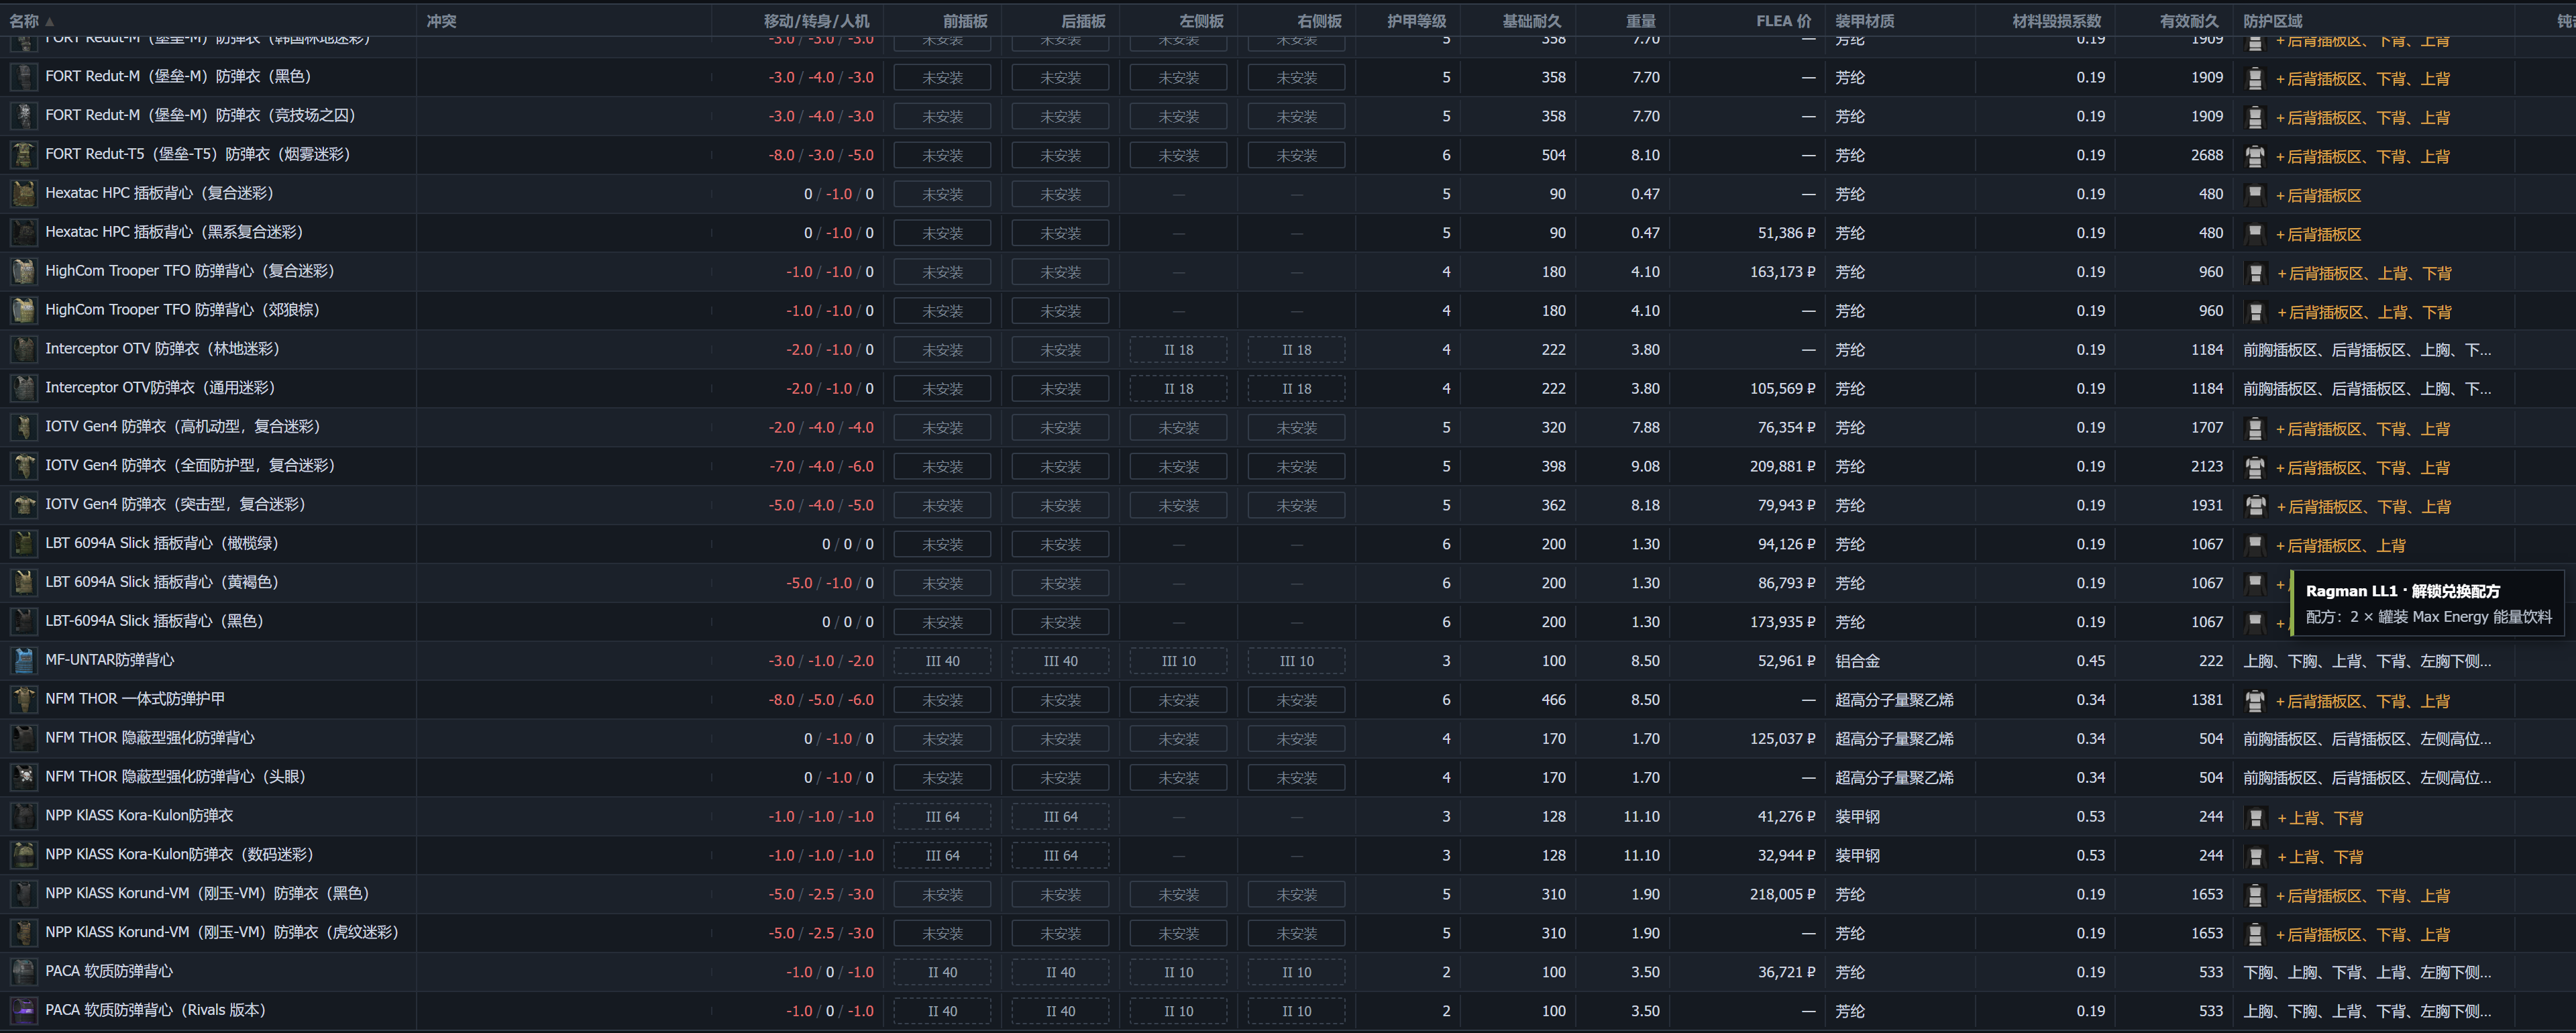 名称 ▲ 冲突 移动/转身/人机 前插板 后插板 左侧板 右侧板 护甲等级 基础耐久 重量 FLEA 价 装甲材质 材料毁损系数 有效耐久 防护区域
FORT Redut-M（堡垒-M）防弹衣（韩国林地迷彩） -3.0 / -3.0 / -3.0 未安装 未安装 未安装 未安装 5 358 7.70 — 芳纶 0.19 1909 +后背插板区、下背、上背
FORT Redut-M（堡垒-M）防弹衣（黑色） -3.0 / -4.0 / -3.0 未安装 未安装 未安装 未安装 5 358 7.70 — 芳纶 0.19 1909 +后背插板区、下背、上背
FORT Redut-M（堡垒-M）防弹衣（竞技场之囚） -3.0 / -4.0 / -3.0 未安装 未安装 未安装 未安装 5 358 7.70 — 芳纶 0.19 1909 +后背插板区、下背、上背
FORT Redut-T5（堡垒-T5）防弹衣（烟雾迷彩） -8.0 / -3.0 / -5.0 未安装 未安装 未安装 未安装 6 504 8.10 — 芳纶 0.19 2688 +后背插板区、下背、上背
Hexatac HPC 插板背心（复合迷彩） 0 / -1.0 / 0 未安装 未安装 — — 5 90 0.47 — 芳纶 0.19 480 +后背插板区
Hexatac HPC 插板背心（黑系复合迷彩） 0 / -1.0 / 0 未安装 未安装 — — 5 90 0.47 51,386 ₽ 芳纶 0.19 480 +后背插板区
HighCom Trooper TFO 防弹背心（复合迷彩） -1.0 / -1.0 / 0 未安装 未安装 — — 4 180 4.10 163,173 ₽ 芳纶 0.19 960 +后背插板区、上背、下背
HighCom Trooper TFO 防弹背心（郊狼棕） -1.0 / -1.0 / 0 未安装 未安装 — — 4 180 4.10 — 芳纶 0.19 960 +后背插板区、上背、下背
Interceptor OTV 防弹衣（林地迷彩） -2.0 / -1.0 / 0 未安装 未安装 II 18 II 18 4 222 3.80 — 芳纶 0.19 1184 前胸插板区、后背插板区、上胸、下...
Interceptor OTV防弹衣（通用迷彩） -2.0 / -1.0 / 0 未安装 未安装 II 18 II 18 4 222 3.80 105,569 ₽ 芳纶 0.19 1184 前胸插板区、后背插板区、上胸、下...
IOTV Gen4 防弹衣（高机动型，复合迷彩） -2.0 / -4.0 / -4.0 未安装 未安装 未安装 未安装 5 320 7.88 76,354 ₽ 芳纶 0.19 1707 +后背插板区、下背、上背
IOTV Gen4 防弹衣（全面防护型，复合迷彩） -7.0 / -4.0 / -6.0 未安装 未安装 未安装 未安装 5 398 9.08 209,881 ₽ 芳纶 0.19 2123 +后背插板区、下背、上背
IOTV Gen4 防弹衣（突击型，复合迷彩） -5.0 / -4.0 / -5.0 未安装 未安装 未安装 未安装 5 362 8.18 79,943 ₽ 芳纶 0.19 1931 +后背插板区、下背、上背
LBT 6094A Slick 插板背心（橄榄绿） 0 / 0 / 0 未安装 未安装 — — 6 200 1.30 94,126 ₽ 芳纶 0.19 1067 +后背插板区、上背
LBT 6094A Slick 插板背心（黄褐色） -5.0 / -1.0 / 0 未安装 未安装 — — 6 200 1.30 86,793 ₽ 芳纶 0.19 1067 +
Ragman LL1 · 解锁兑换配方
LBT-6094A Slick 插板背心（黑色） 0 / 0 / 0 未安装 未安装 — — 6 200 1.30 173,935 ₽ 芳纶 0.19 1067 +
配方：2 × 罐装 Max Energy 能量饮料
MF-UNTAR防弹背心 -3.0 / -1.0 / -2.0 III 40 III 40 III 10 III 10 3 100 8.50 52,961 ₽ 铝合金 0.45 222 上胸、下胸、上背、下背、左胸下侧...
NFM THOR 一体式防弹护甲 -8.0 / -5.0 / -6.0 未安装 未安装 未安装 未安装 6 466 8.50 — 超高分子量聚乙烯 0.34 1381 +后背插板区、下背、上背
NFM THOR 隐蔽型强化防弹背心 0 / -1.0 / 0 未安装 未安装 未安装 未安装 4 170 1.70 125,037 ₽ 超高分子量聚乙烯 0.34 504 前胸插板区、后背插板区、左侧高位...
NFM THOR 隐蔽型强化防弹背心（头眼） 0 / -1.0 / 0 未安装 未安装 未安装 未安装 4 170 1.70 — 超高分子量聚乙烯 0.34 504 前胸插板区、后背插板区、左侧高位...
NPP KlASS Kora-Kulon防弹衣 -1.0 / -1.0 / -1.0 III 64 III 64 — — 3 128 11.10 41,276 ₽ 装甲钢 0.53 244 +上背、下背
NPP KlASS Kora-Kulon防弹衣（数码迷彩） -1.0 / -1.0 / -1.0 III 64 III 64 — — 3 128 11.10 32,944 ₽ 装甲钢 0.53 244 +上背、下背
NPP KlASS Korund-VM（刚玉-VM）防弹衣（黑色） -5.0 / -2.5 / -3.0 未安装 未安装 未安装 未安装 5 310 1.90 218,005 ₽ 芳纶 0.19 1653 +后背插板区、下背、上背
NPP KlASS Korund-VM（刚玉-VM）防弹衣（虎纹迷彩） -5.0 / -2.5 / -3.0 未安装 未安装 未安装 未安装 5 310 1.90 — 芳纶 0.19 1653 +后背插板区、下背、上背
PACA 软质防弹背心 -1.0 / 0 / -1.0 II 40 II 40 II 10 II 10 2 100 3.50 36,721 ₽ 芳纶 0.19 533 下胸、上胸、下背、上背、左胸下侧...
PACA 软质防弹背心（Rivals 版本） -1.0 / 0 / -1.0 II 40 II 40 II 10 II 10 2 100 3.50 — 芳纶 0.19 533 上胸、下胸、上背、下背、左胸下侧...